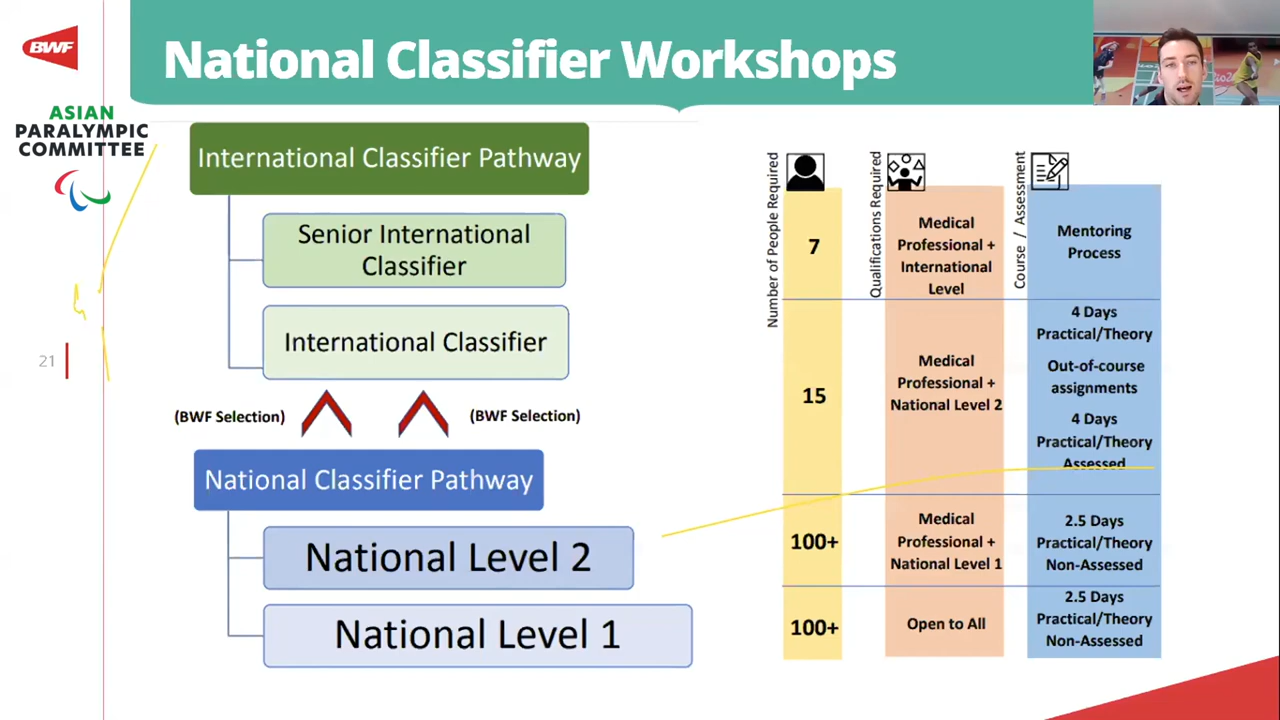 BWF
National Classifier Workshops
ASIAN
PARALYMPIC
COMMITTEE
International Classifier Pathway
Senior International
Classifier
International Classifier
(BWF Selection)
(BWF Selection)
National Classifier Pathway
National Level 2
National Level 1
21
Number of People Required
Qualifications Required
Course / Assessment
7
Medical
Professional +
International
Level
Mentoring
Process
15
Medical
Professional +
National Level 2
4 Days
Practical/Theory
Out-of-course
assignments
4 Days
Practical/Theory
Assessed
100+
Medical
Professional +
National Level 1
2.5 Days
Practical/Theory
Non-Assessed
100+
Open to All
2.5 Days
Practical/Theory
Non-Assessed